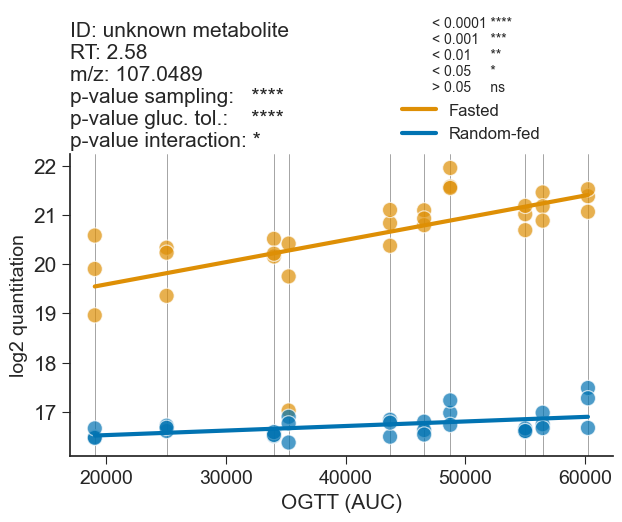 ID: unknown metabolite
RT: 2.58
m/z: 107.0489
p-value sampling: ****
p-value gluc. tol.: ****
p-value interaction: *
< 0.0001 ****
< 0.001 ***
< 0.01 **
< 0.05 *
> 0.05 ns
Fasted
Random-fed
log2 quantitation
22
21
20
19
18
17
20000 30000 40000 50000 60000
OGTT (AUC)